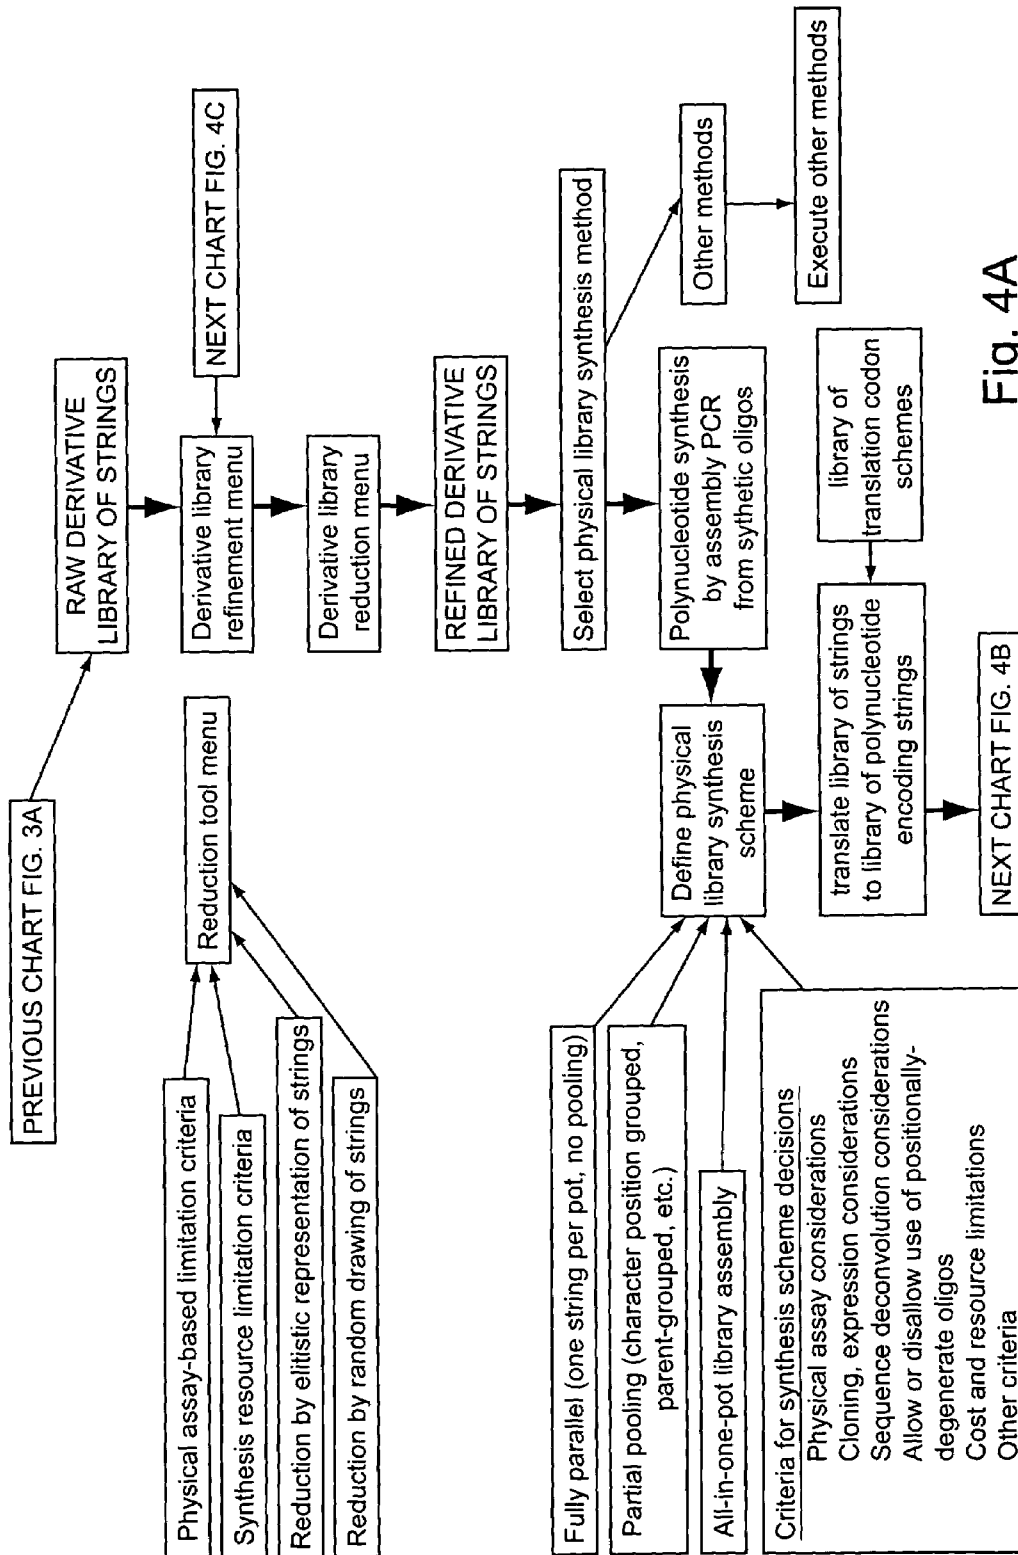 PREVIOUS CHART FIG. 3A
RAW DERIVATIVE
LIBRARY OF STRINGS
NEXT CHART FIG. 4C
Derivative library
refinement menu
Derivative library
reduction menu
REFINED DERIVATIVE
LIBRARY OF STRINGS
Physical assay-based limitation criteria
Synthesis resource limitation criteria
Reduction by elitistic representation of strings
Reduction by random drawing of strings
Reduction tool menu
Select physical library synthesis method
Other methods
Execute other methods
Polynucleotide synthesis
by assembly PCR
from sythetic oligos
Define physical
library synthesis
scheme
Fully parallel (one string per pot, no pooling)
Partial pooling (character position grouped,
parent-grouped, etc.)
All-in-one-pot library assembly
Criteria for synthesis scheme decisions
Physical assay considerations
Cloning, expression considerations
Sequence deconvolution considerations
Allow or disallow use of positionally-
degenerate oligos
Cost and resource limitations
Other criteria
library of
translation codon
schemes
translate library of strings
to library of polynucleotide
encoding strings
NEXT CHART FIG. 4B
Fig. 4A